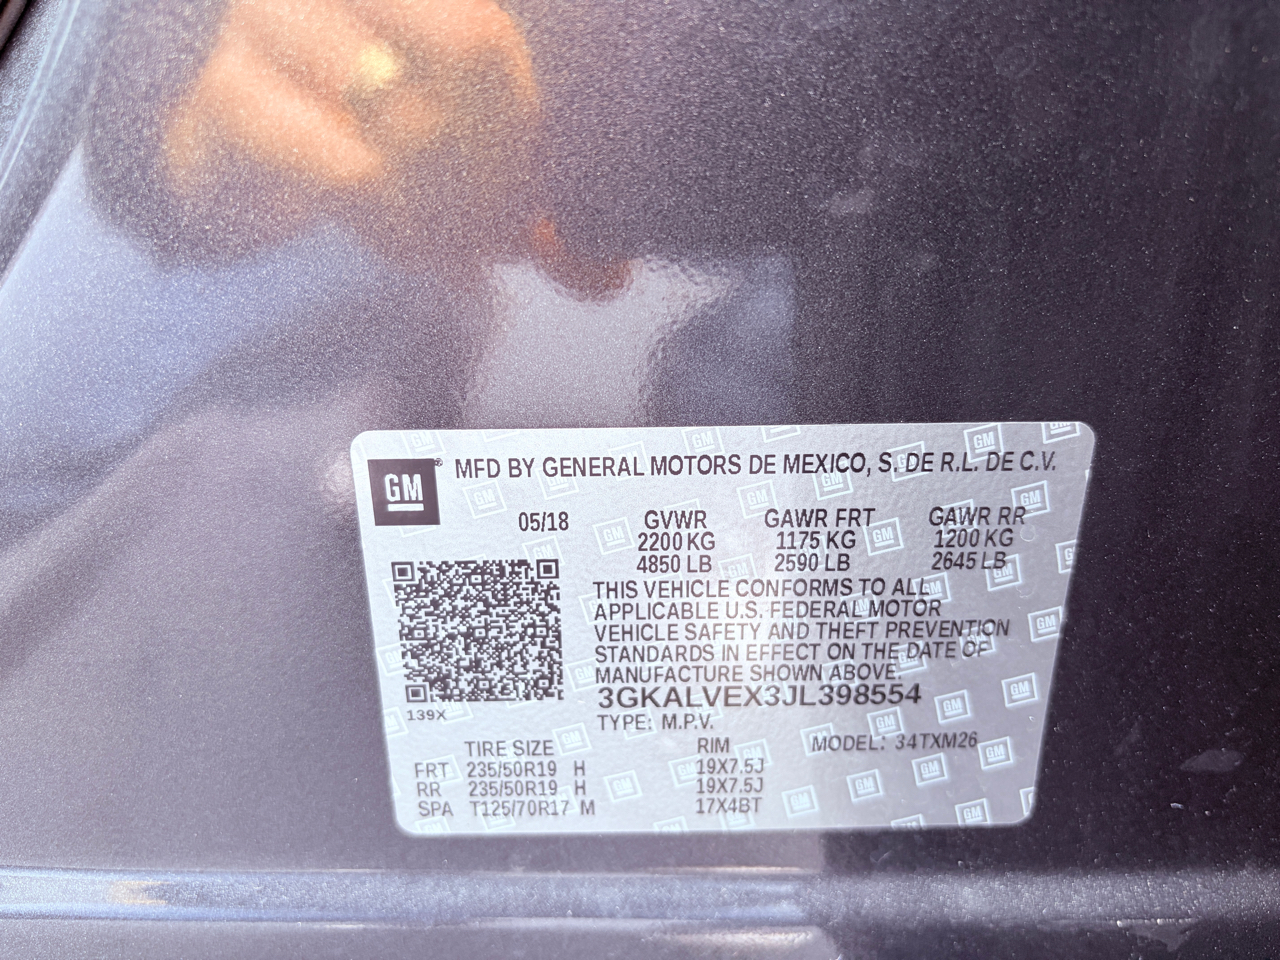 GM® MFD BY GENERAL MOTORS DE MEXICO, S. DE R.L. DE C.V.
05/18 GVWR GAWR FRT GAWR RR
2200 KG 1175 KG 1200 KG
4850 LB 2590 LB 2645 LB
THIS VEHICLE CONFORMS TO ALL
APPLICABLE U.S. FEDERAL MOTOR
VEHICLE SAFETY AND THEFT PREVENTION
STANDARDS IN EFFECT ON THE DATE OF
MANUFACTURE SHOWN ABOVE.
3GKALVEX3JL398554
139X
TYPE: M.P.V.
TIRE SIZE RIM MODEL: 34TXM26
FRT 235/50R19 H 19X7.5J
RR 235/50R19 H 19X7.5J
SPA T125/70R17 M 17X4BT